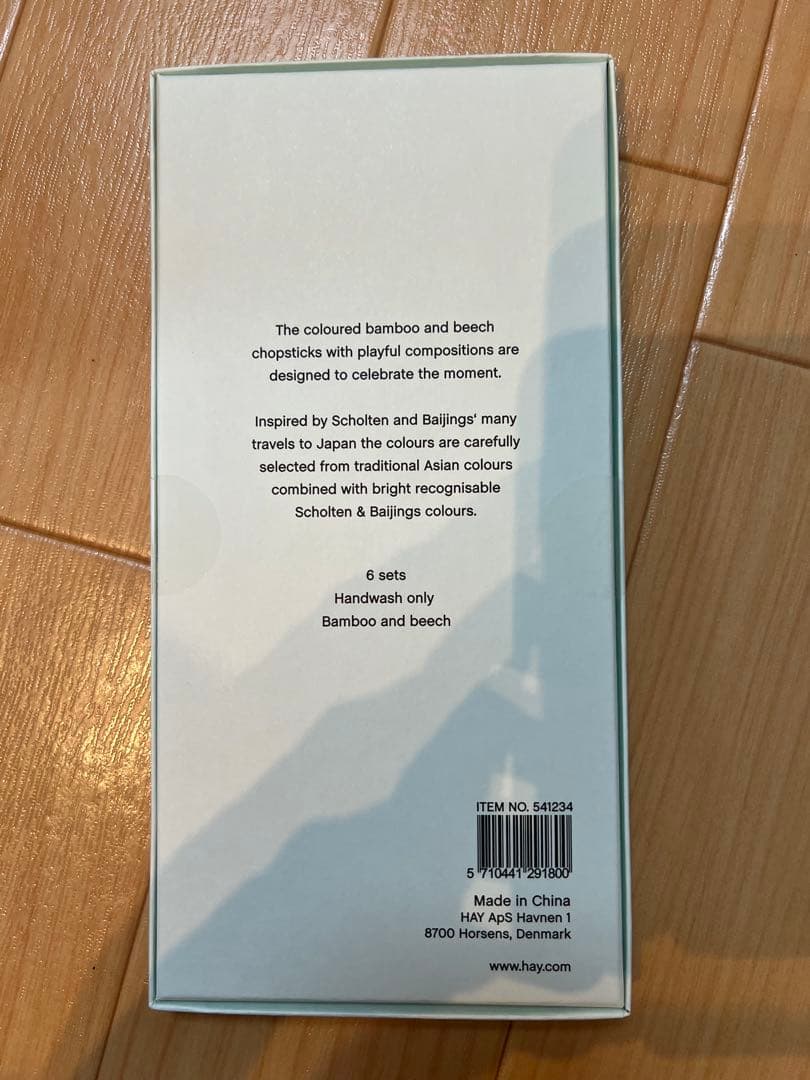 The coloured bamboo and beech
chopsticks with playful compositions are
designed to celebrate the moment.
Inspired by Scholten and Baijings‘ many
travels to Japan the colours are carefully
selected from traditional Asian colours
combined with bright recognisable
Scholten & Baijings colours.
6 sets
Handwash only
Bamboo and beech
ITEM NO. 541234
5 710441 291800
Made in China
HAY ApS Havnen 1
8700 Horsens, Denmark
www.hay.com